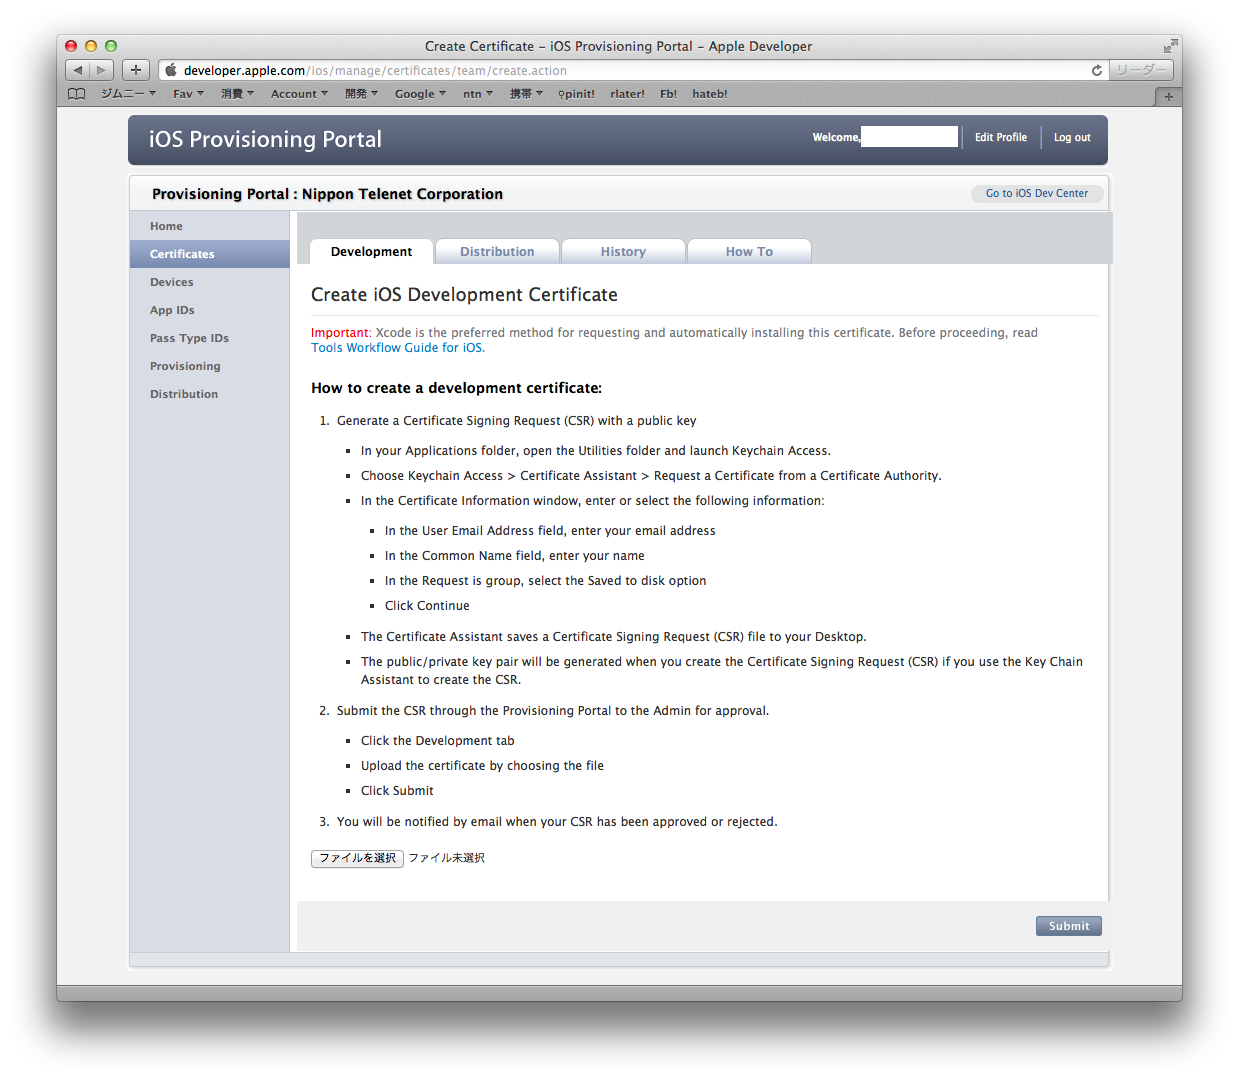 Create Certificate – iOS Provisioning Portal – Apple Developer
developer.apple.com/ios/manage/certificates/team/create.action
リーダー
ジムニー Fav 消費 Account 開発 Google ntn 携帯 ⚲pinit! rlater! Fb! hateb!
iOS Provisioning Portal
Welcome, Edit Profile Log out
Provisioning Portal : Nippon Telenet Corporation
Go to iOS Dev Center
Home
Certificates
Devices
App IDs
Pass Type IDs
Provisioning
Distribution
Development Distribution History How To
Create iOS Development Certificate
Important: Xcode is the preferred method for requesting and automatically installing this certificate. Before proceeding, read
Tools Workflow Guide for iOS.
How to create a development certificate:
1. Generate a Certificate Signing Request (CSR) with a public key
In your Applications folder, open the Utilities folder and launch Keychain Access.
Choose Keychain Access > Certificate Assistant > Request a Certificate from a Certificate Authority.
In the Certificate Information window, enter or select the following information:
In the User Email Address field, enter your email address
In the Common Name field, enter your name
In the Request is group, select the Saved to disk option
Click Continue
The Certificate Assistant saves a Certificate Signing Request (CSR) file to your Desktop.
The public/private key pair will be generated when you create the Certificate Signing Request (CSR) if you use the Key Chain
Assistant to create the CSR.
2. Submit the CSR through the Provisioning Portal to the Admin for approval.
Click the Development tab
Upload the certificate by choosing the file
Click Submit
3. You will be notified by email when your CSR has been approved or rejected.
ファイルを選択 ファイル未選択
Submit